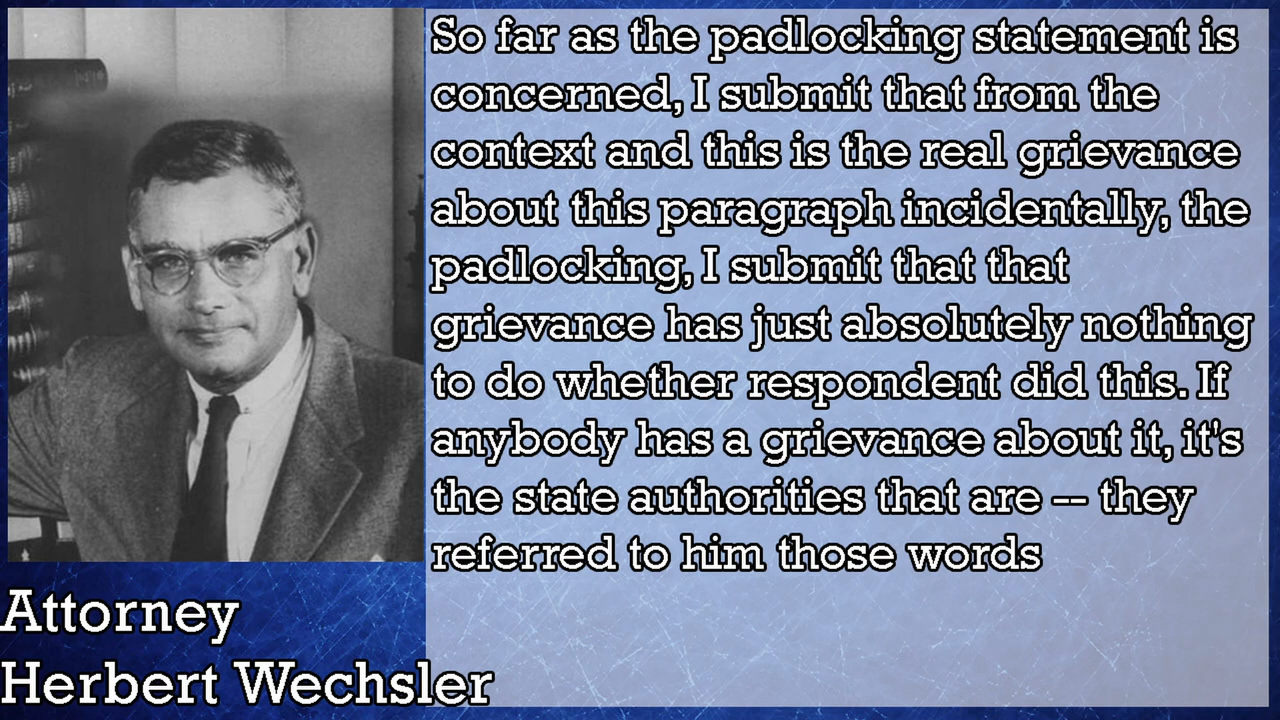 So far as the padlocking statement is
concerned, I submit that from the
context and this is the real grievance
about this paragraph incidentally, the
padlocking, I submit that that
grievance has just absolutely nothing
to do whether respondent did this. If
anybody has a grievance about it, it's
the state authorities that are -- they
referred to him those words
Attorney
Herbert Wechsler